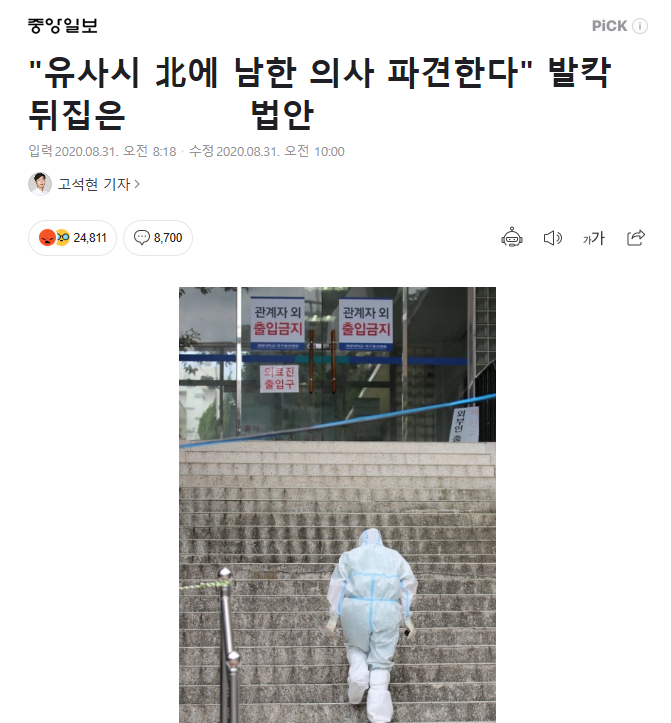 중앙일보
PiCK
"유사시 北에 남한 의사 파견한다" 발칵
뒤집은 법안
입력 2020.08.31. 오전 8:18 · 수정 2020.08.31. 오전 10:00
고석현 기자
24,811
8,700
가가
관계자 외
출입금지
관계자 외
출입금지
의료진
출입구
외부인 출